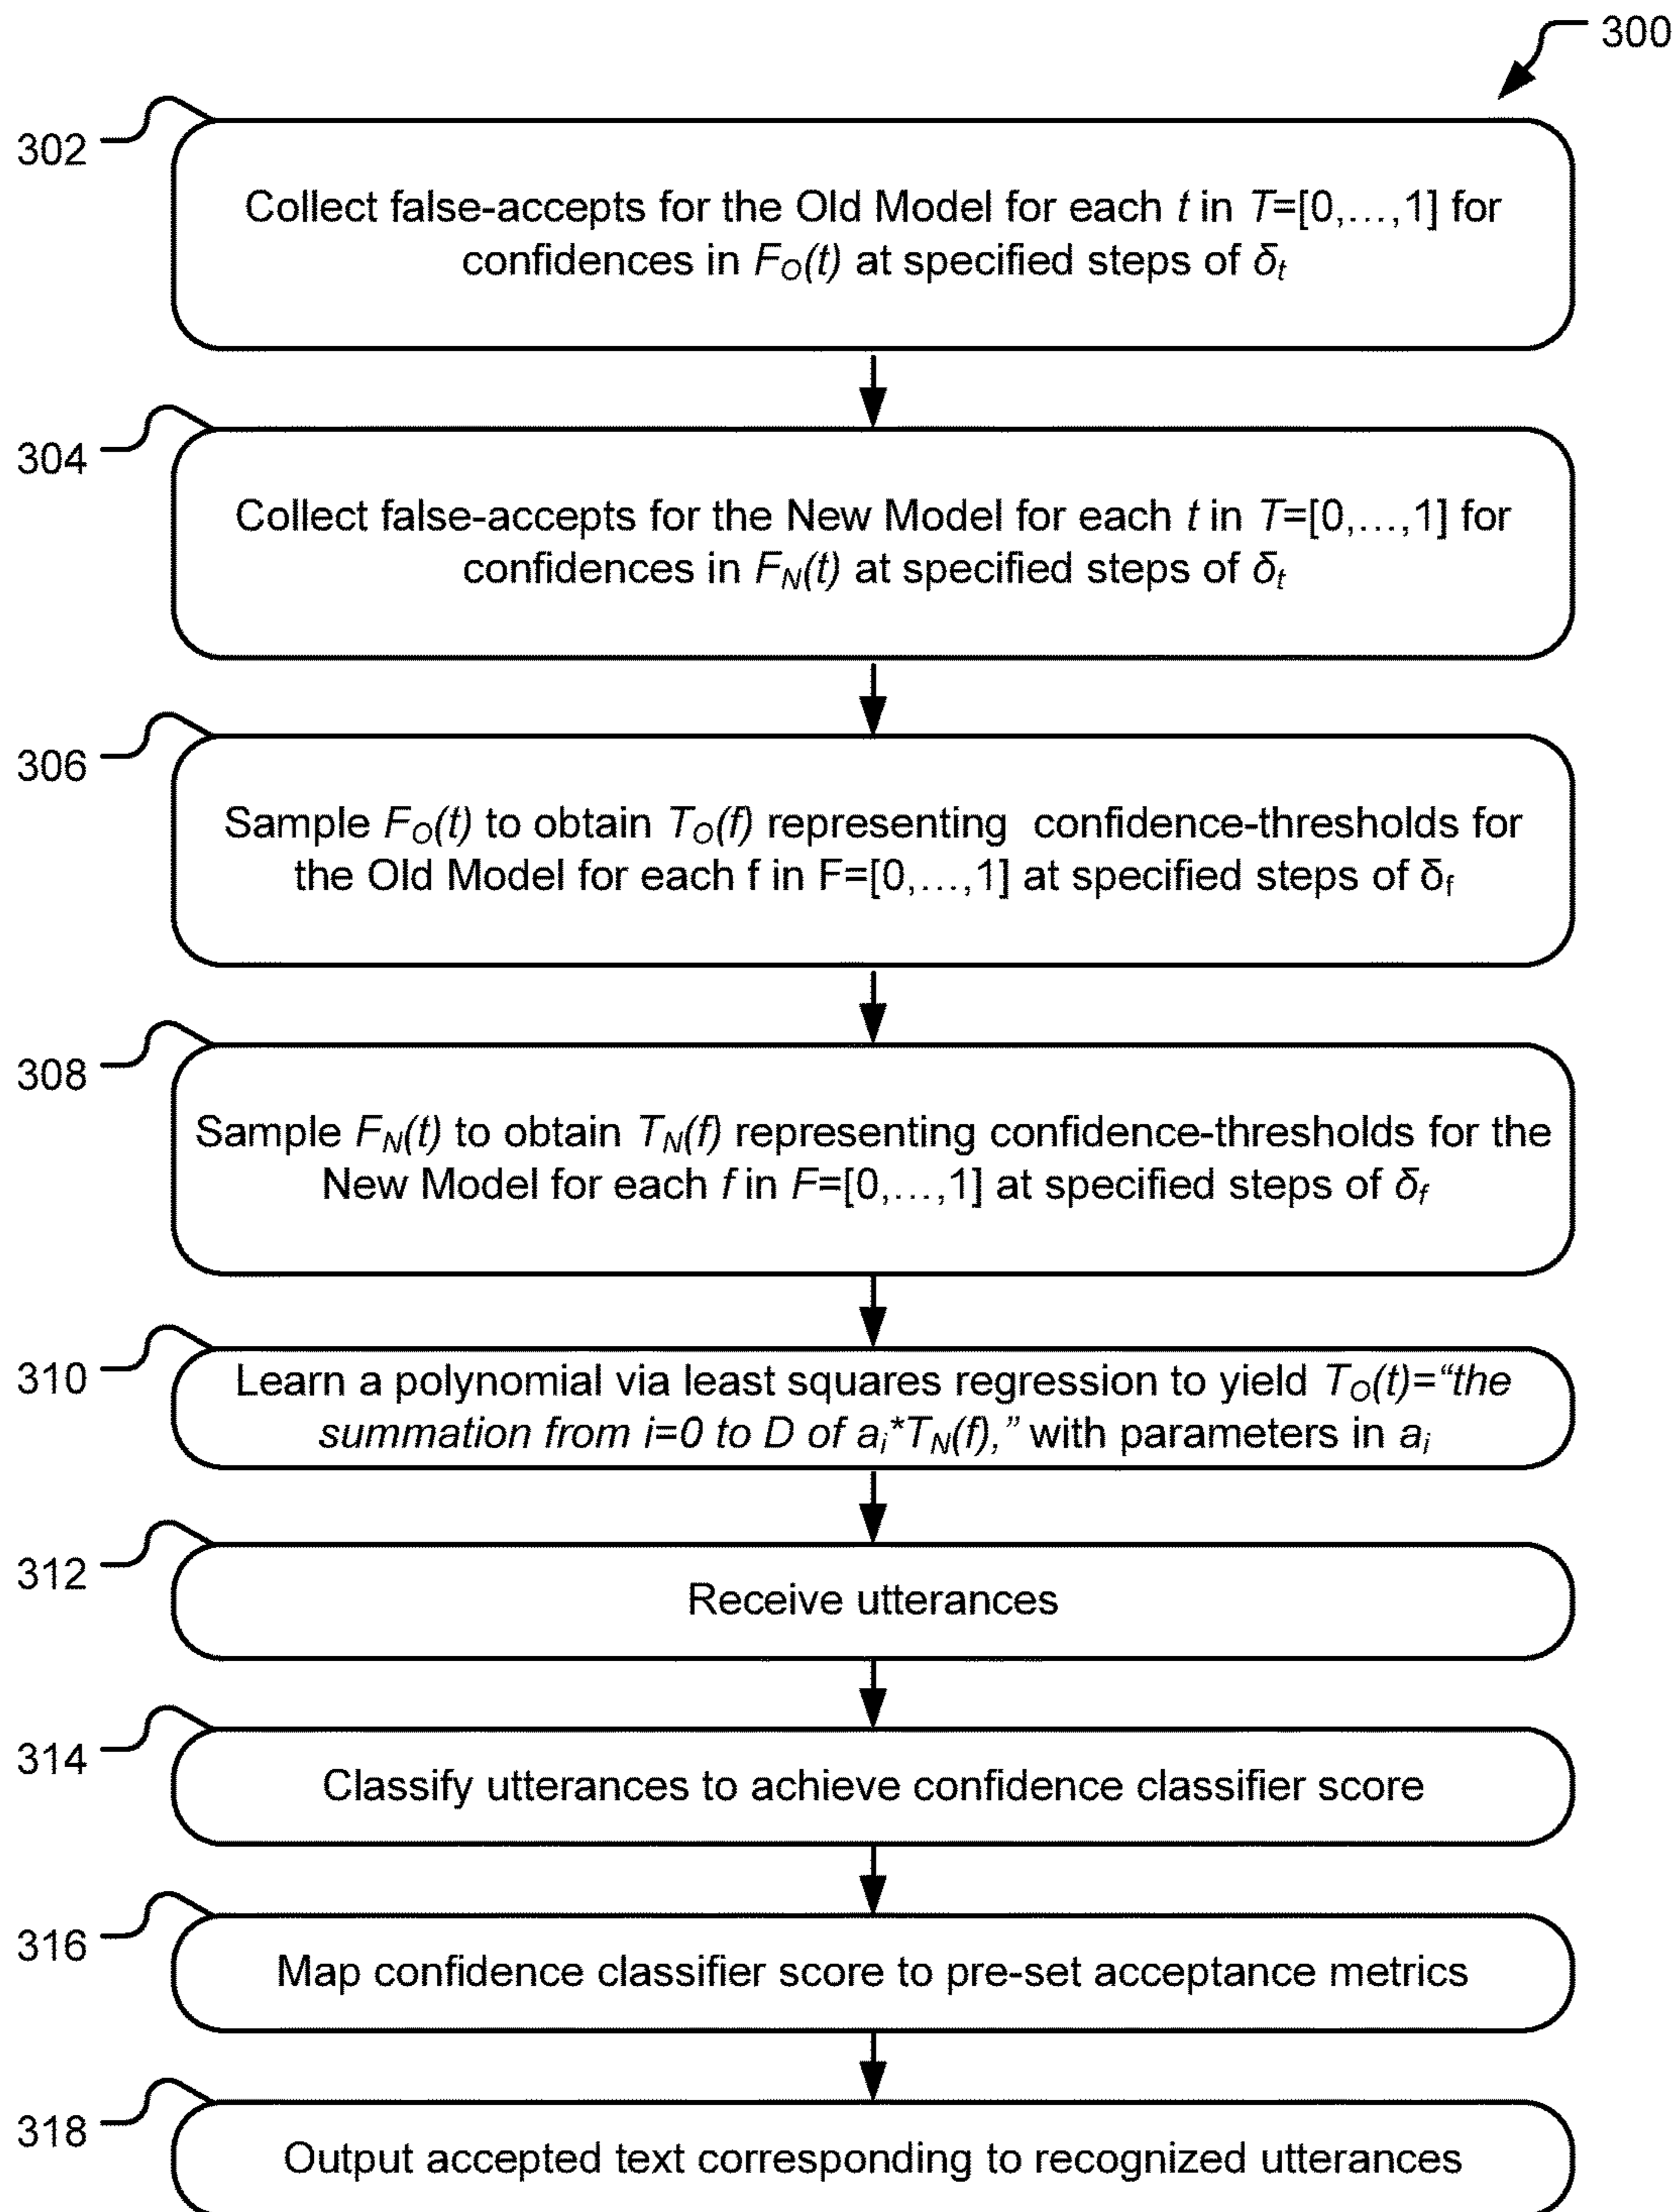 300
302
Collect false-accepts for the Old Model for each t in T=[0,...,1] for
confidences in F_O(t) at specified steps of δ_t
304
Collect false-accepts for the New Model for each t in T=[0,...,1] for
confidences in F_N(t) at specified steps of δ_t
306
Sample F_O(t) to obtain T_O(f) representing confidence-thresholds for
the Old Model for each f in F=[0,...,1] at specified steps of δ_f
308
Sample F_N(t) to obtain T_N(f) representing confidence-thresholds for the
New Model for each f in F=[0,...,1] at specified steps of δ_f
310
Learn a polynomial via least squares regression to yield T_O(t)=“the
summation from i=0 to D of a_i*T_N(f),” with parameters in a_i
312
Receive utterances
314
Classify utterances to achieve confidence classifier score
316
Map confidence classifier score to pre-set acceptance metrics
318
Output accepted text corresponding to recognized utterances